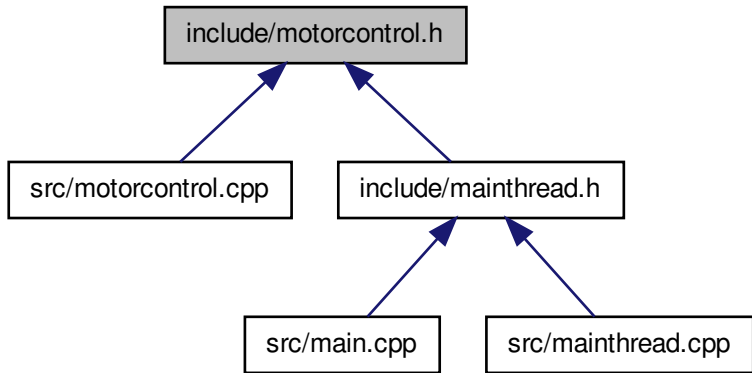 include/motorcontrol.h
src/motorcontrol.cpp
include/mainthread.h
src/main.cpp
src/mainthread.cpp